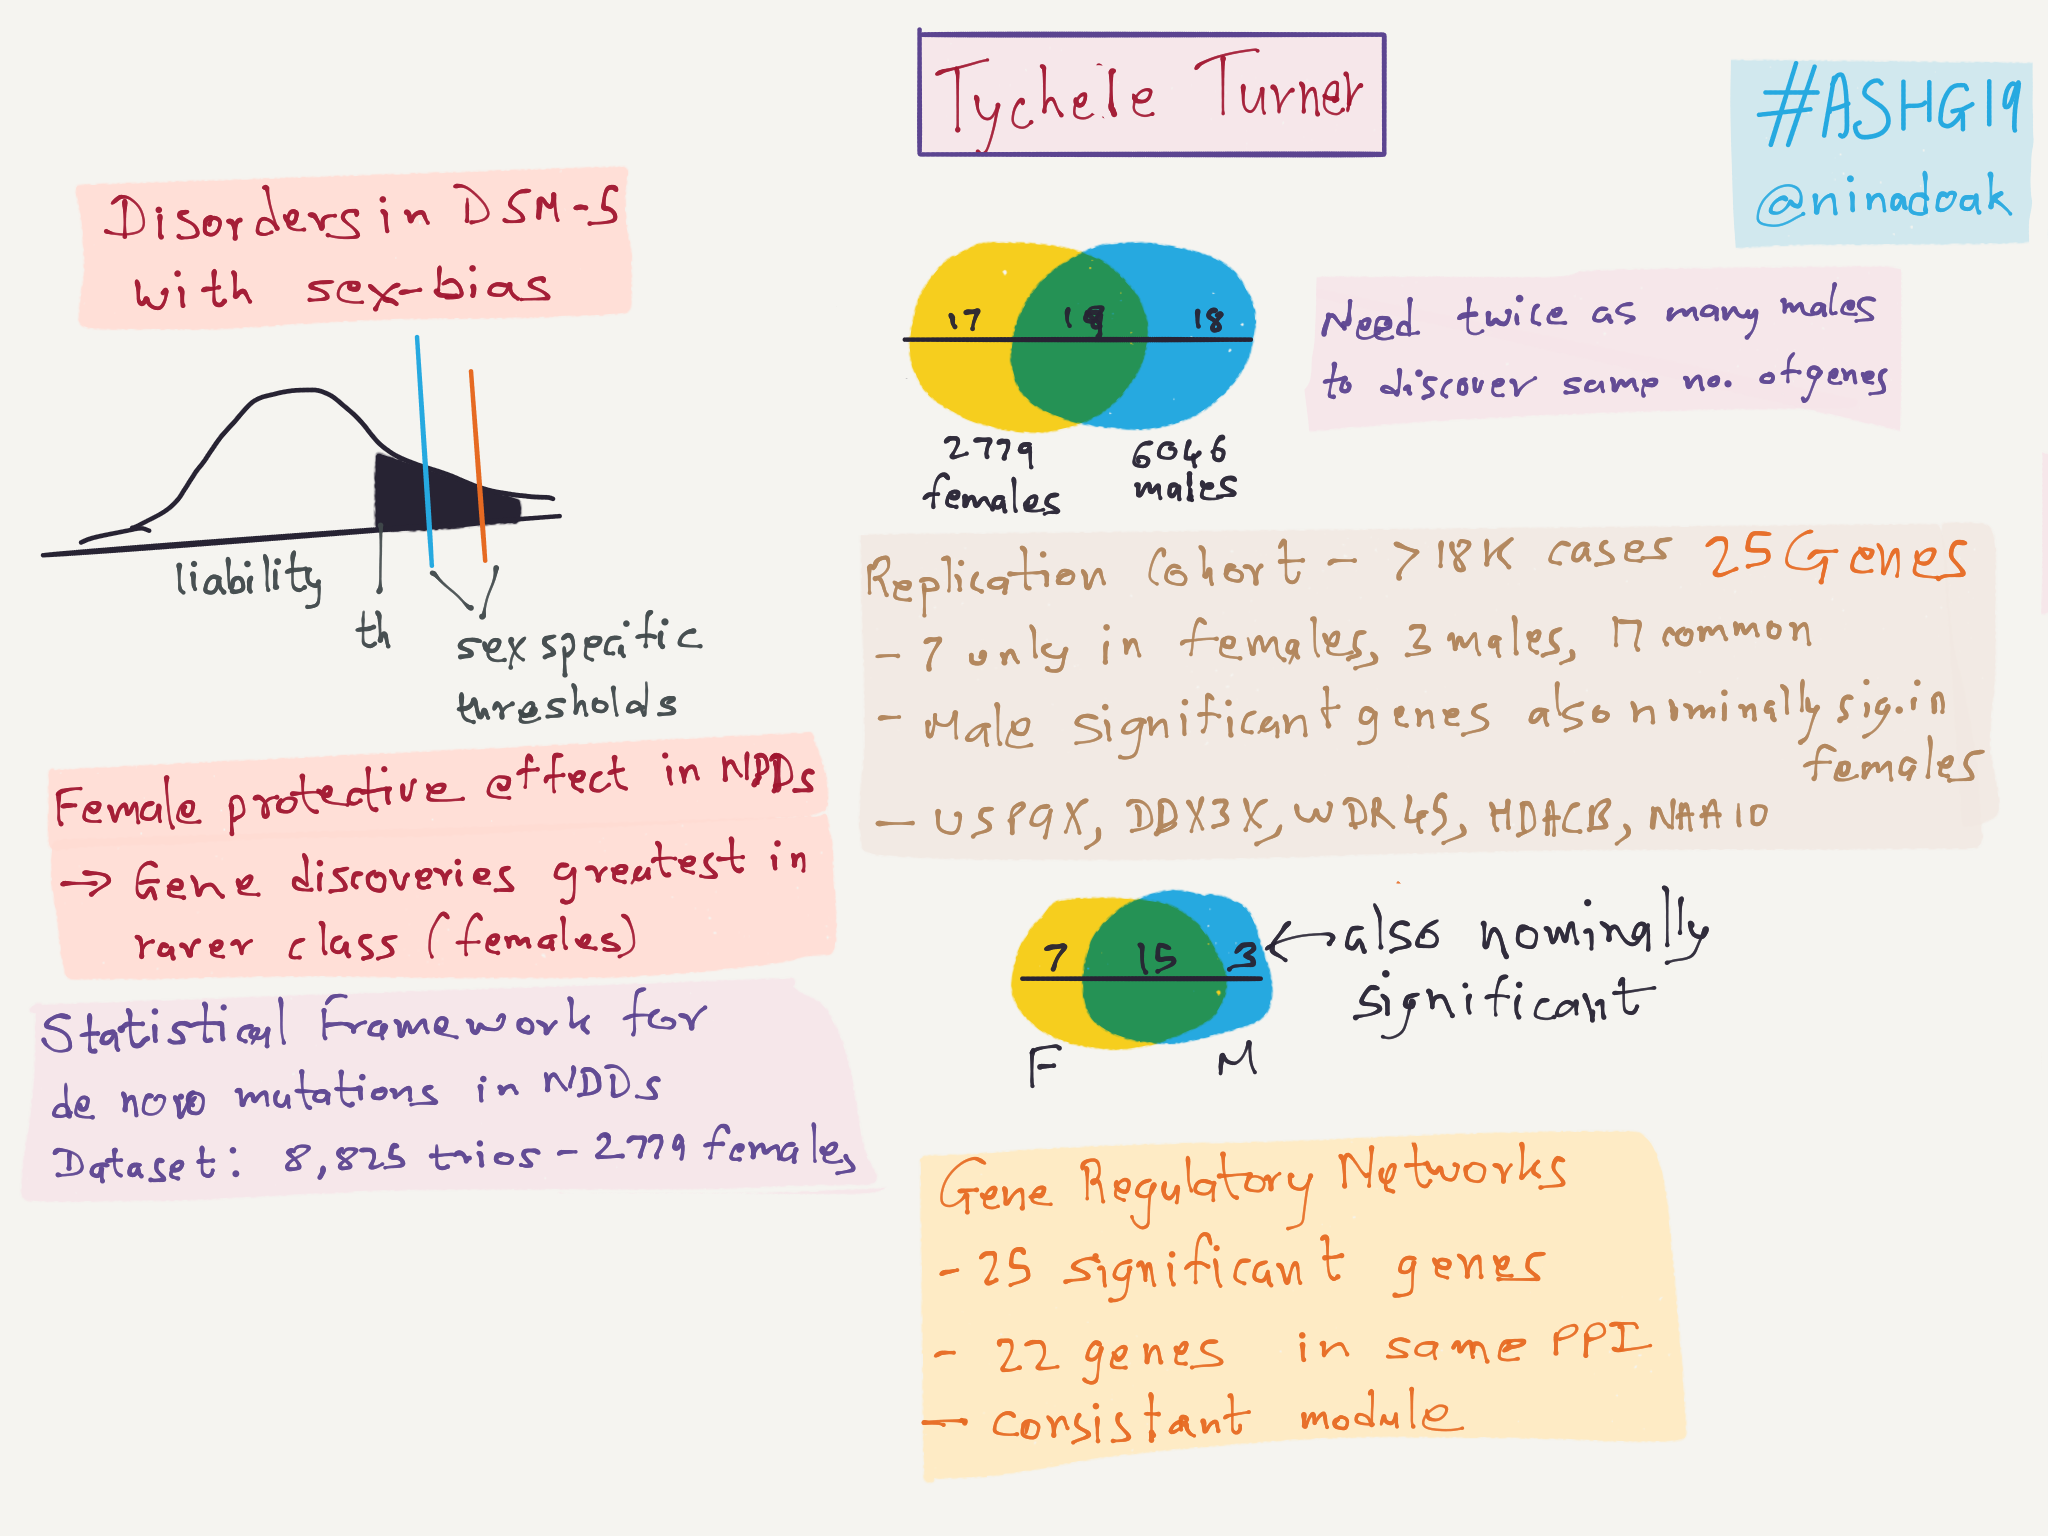 Tychele Turner
#ASHG19
@ninadoak
Disorders in DSM-5
with sex-bias
liability
th
sex specific
thresholds
Female protective effect in NDDs
→ Gene discoveries greatest in
rarer class (females)
Statistical Framework for
de novo mutations in NDDs
Dataset: 8,825 trios - 2779 females
17 19 18
2779
females
6046
males
Need twice as many males
to discover same no. of genes
Replication Cohort - >18K cases 25 Genes
- 7 only in females, 3 males, 17 common
- Male significant genes also nominally sig. in
females
- USP9X, DDX3X, WDR45, HDAC8, NAA10
7 15 3 ← also nominally
significant
F M
Gene Regulatory Networks
- 25 significant genes
- 22 genes in same PPI
- consistant module